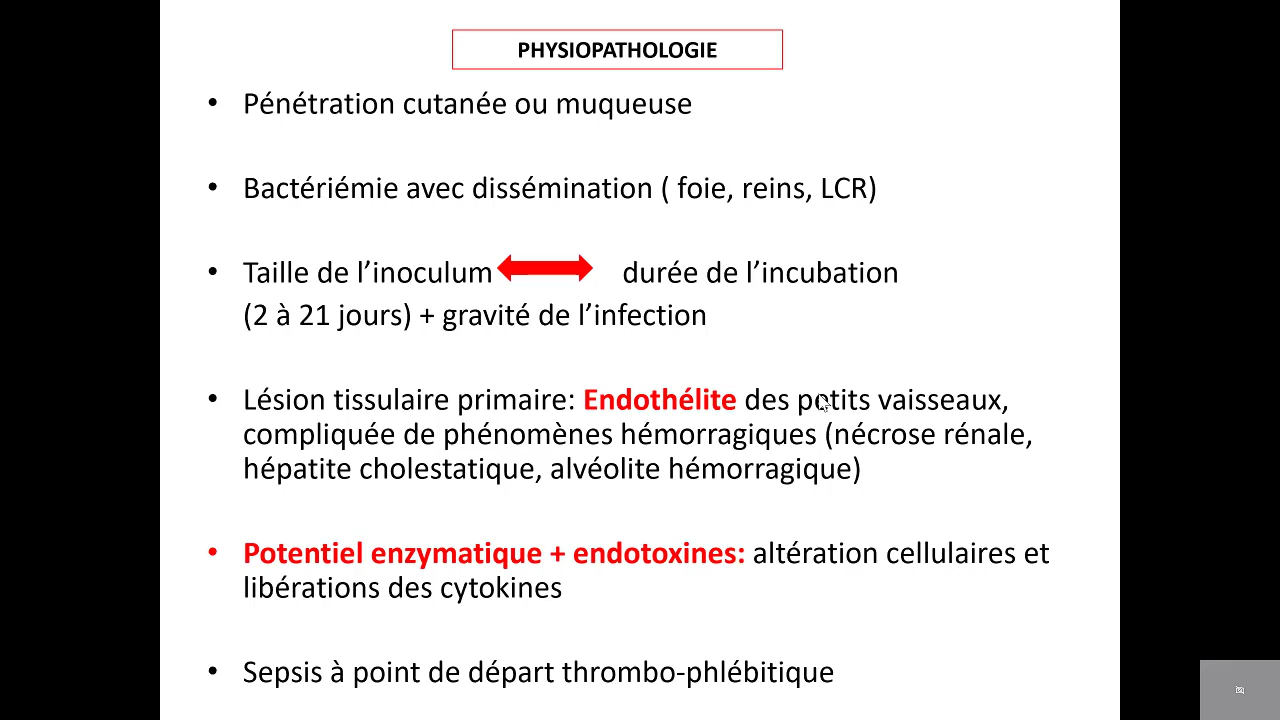 PHYSIOPATHOLOGIE
• Pénétration cutanée ou muqueuse
• Bactériémie avec dissémination ( foie, reins, LCR)
• Taille de l’inoculum durée de l’incubation
(2 à 21 jours) + gravité de l’infection
• Lésion tissulaire primaire: Endothélite des petits vaisseaux,
compliquée de phénomènes hémorragiques (nécrose rénale,
hépatite cholestatique, alvéolite hémorragique)
• Potentiel enzymatique + endotoxines: altération cellulaires et
libérations des cytokines
• Sepsis à point de départ thrombo-phlébitique